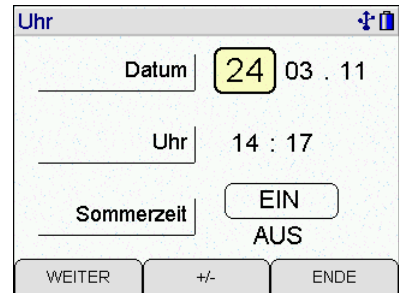 Uhr
Datum 24 03 . 11
Uhr 14 : 17
Sommerzeit EIN
AUS
WEITER +/- ENDE